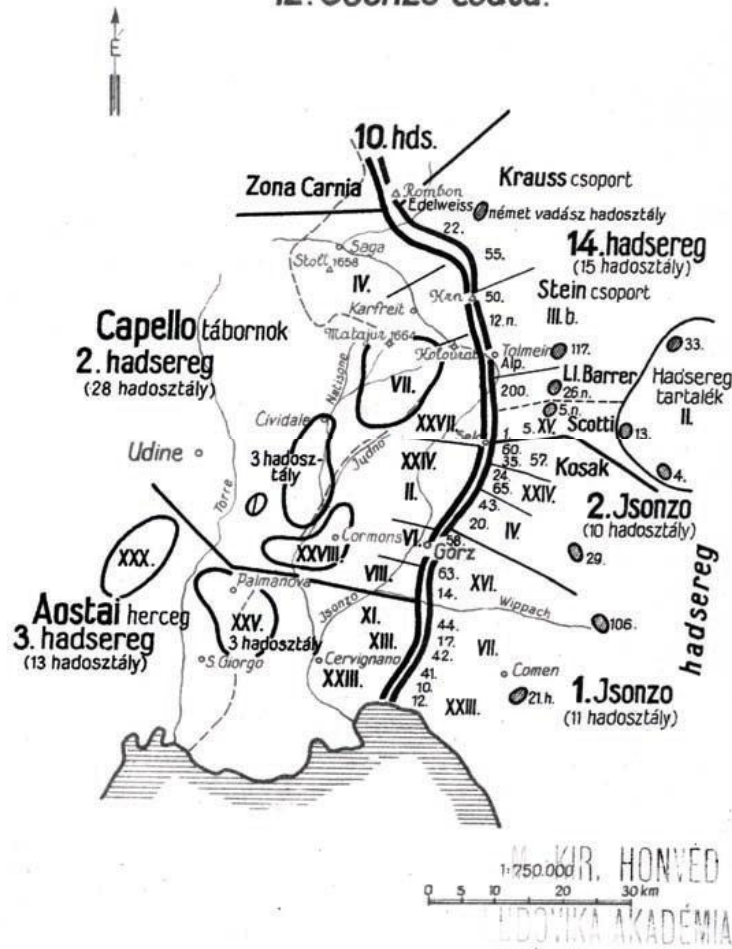 12. Isonzó csata.
É
10. hds.
Zona Carnia
Rombon
Edelweiss
Krauss csoport
német vadász hadosztály
22.
Saga
55.
14. hadsereg
(15 hadosztály)
Stoll 1658
IV.
Krn
50.
Stein csoport
III. b.
Karfreit
12.n.
Capello tábornok
2. hadsereg
(28 hadosztály)
Matajur 1664
Kolourat
Tolmein
Alp.
117.
33.
Natisone
VII.
200.
L.I. Barrer
26.n.
Hadsereg
tartalék
II.
5.n.
Cividale
XXVII.
1.
5. XV. Scotti
13.
Udine
3 hadosz-
tály
Judno
XXIV.
60.
35.
57.
Kosak
Torre
II.
24.
65.
XXIV.
4.
43.
2. Jsonzo
(10 hadosztály)
20.
IV.
XXX.
XXVIII.
Cormons
VI.
58.
Görz
29.
VIII.
63.
XVI.
14.
Palmanova
Jsonzo
Wippach
106.
hadsereg
Aostai herceg
3. hadsereg
(13 hadosztály)
XXV.
3 hadosztály
XI.
XIII.
44.
17.
42.
VII.
S. Giorgo
Cervignano
XXIII.
41.
10.
12.
Comen
XXIII.
21.h.
1. Jsonzo
(11 hadosztály)
KIR. HONVÉD
1:750.000
0 5 10 20 30 km
LUDOVIKA AKADÉMIA